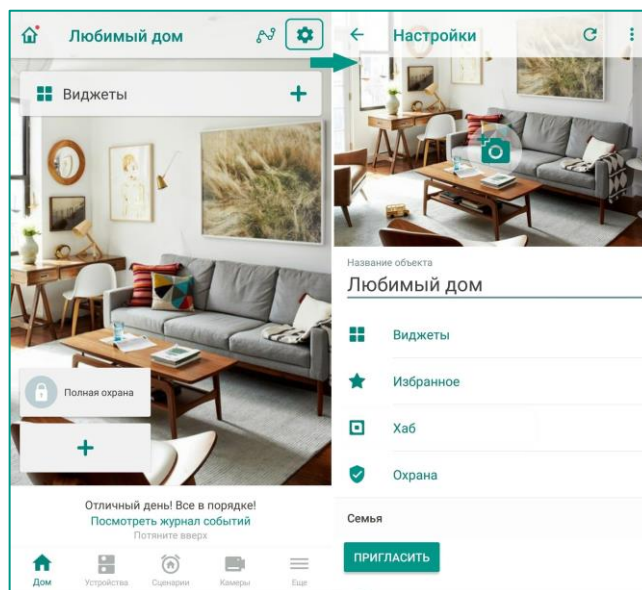 Любимый дом
Виджеты
Полная охрана
Отличный день! Все в порядке!
Посмотреть журнал событий
Потяните вверх
Дом
Устройства
Сценарии
Камеры
Еще
Настройки
Название объекта
Любимый дом
Виджеты
Избранное
Хаб
Охрана
Семья
ПРИГЛАСИТЬ